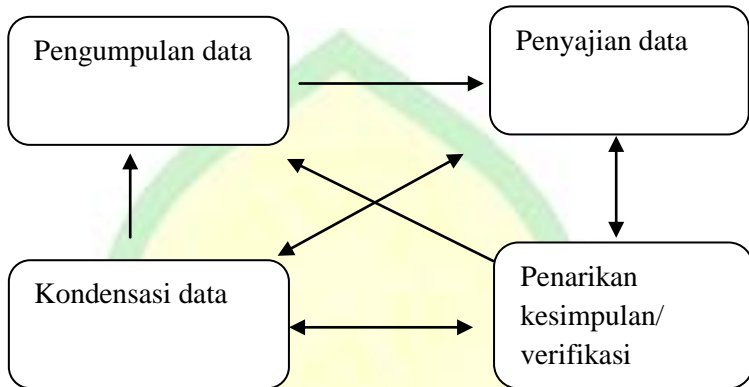 Pengumpulan data
Penyajian data
Kondensasi data
Penarikan
kesimpulan/
verifikasi